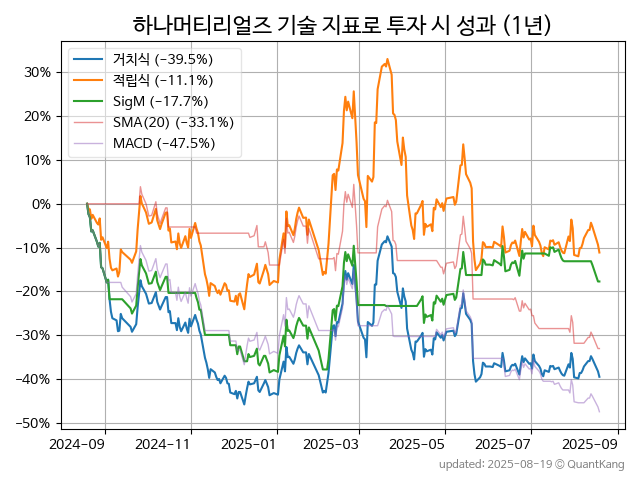 하나머티리얼즈 기술 지표로 투자 시 성과 (1년)
거치식 (−39.5%)
적립식 (−11.1%)
SigM (−17.7%)
SMA(20) (−33.1%)
MACD (−47.5%)
30%
20%
10%
0%
−10%
−20%
−30%
−40%
−50%
2024-09 2024-11 2025-01 2025-03 2025-05 2025-07 2025-09
updated: 2025-08-19 © QuantKang